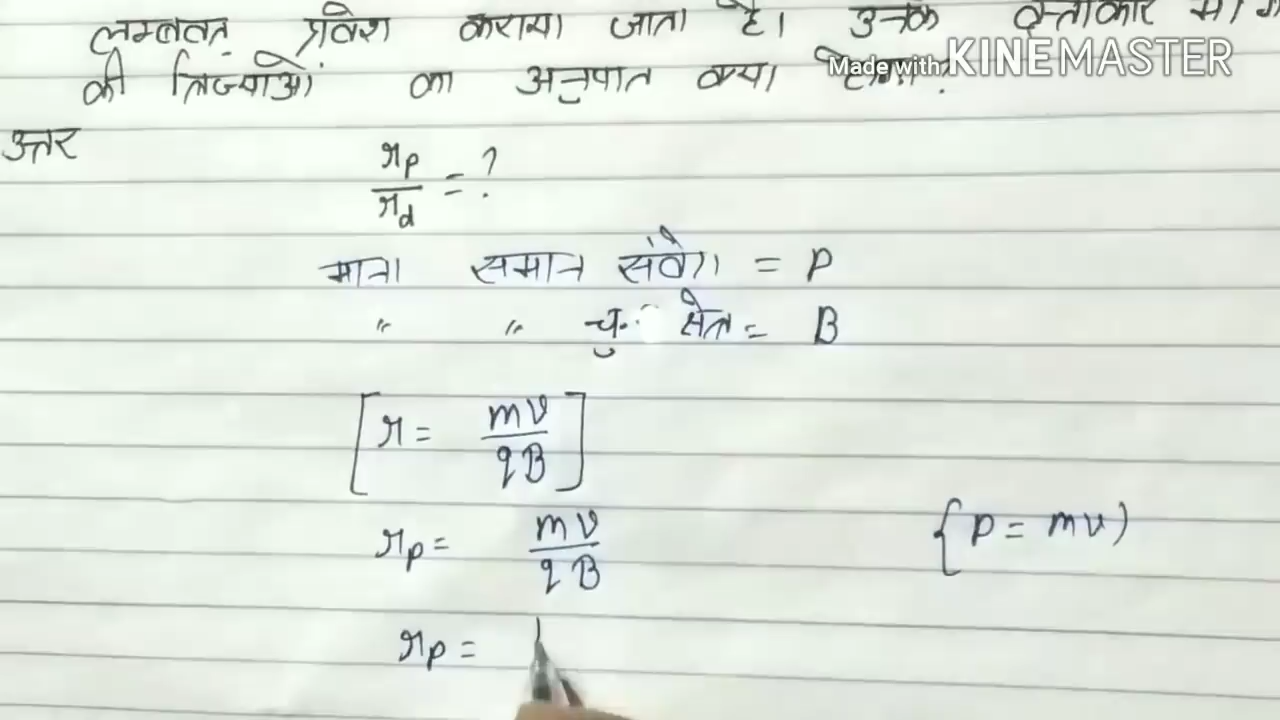 लम्बवत् प्रवेश कराया जाता है। उनके वृत्ताकार मार्ग
Made with KINEMASTER
की त्रिज्याओं का अनुपात क्या होगा?
उत्तर
rp/rd = ?
माना समान संवेग = P
" " चु. क्षेत्र = B
[r = mv/qB]
rp = mv/qB {P = mv)
rp =